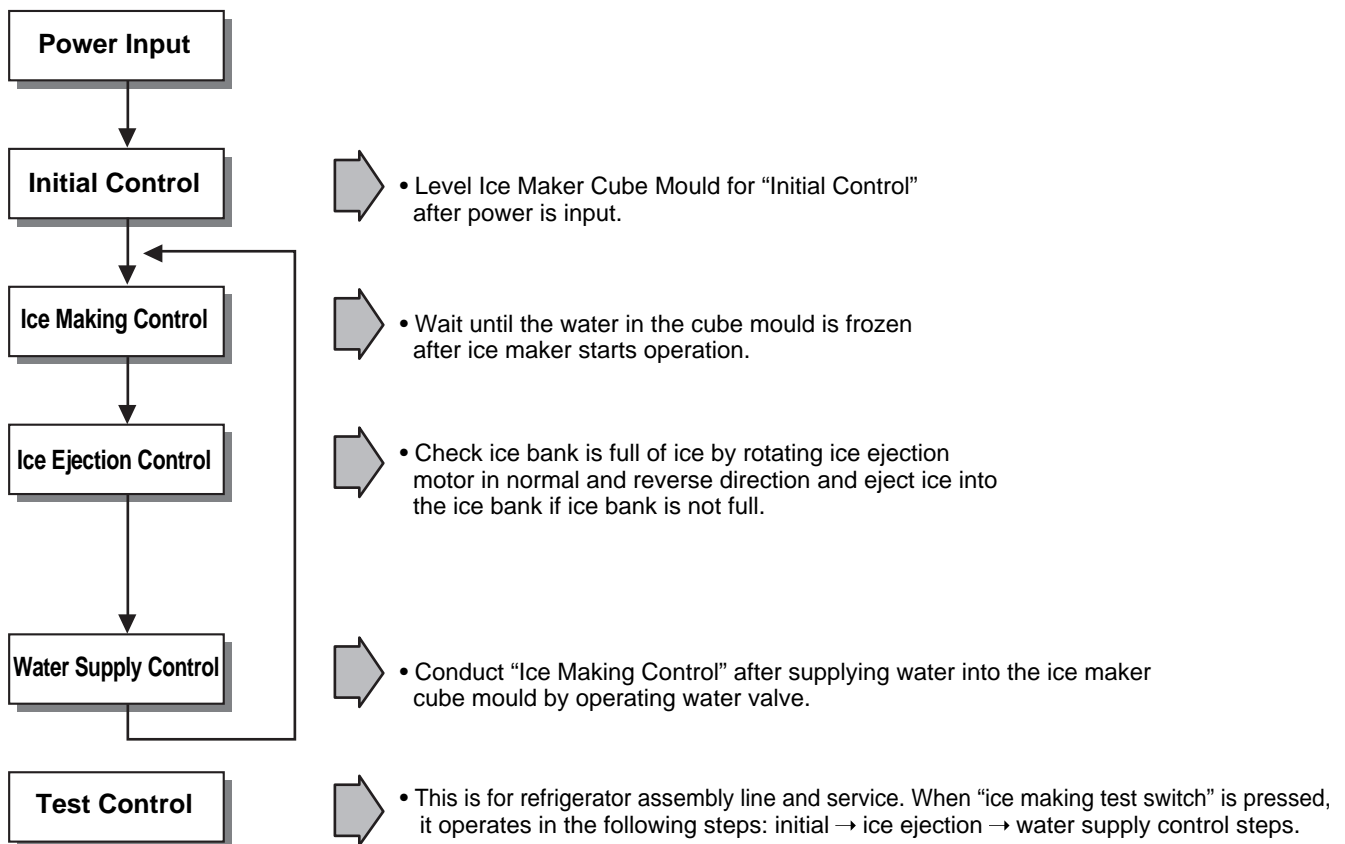 Power Input
Initial Control
• Level Ice Maker Cube Mould for “Initial Control”
after power is input.
Ice Making Control
• Wait until the water in the cube mould is frozen
after ice maker starts operation.
Ice Ejection Control
• Check ice bank is full of ice by rotating ice ejection
motor in normal and reverse direction and eject ice into
the ice bank if ice bank is not full.
Water Supply Control
• Conduct “Ice Making Control” after supplying water into the ice maker
cube mould by operating water valve.
Test Control
• This is for refrigerator assembly line and service. When “ice making test switch” is pressed,
it operates in the following steps: initial → ice ejection → water supply control steps.